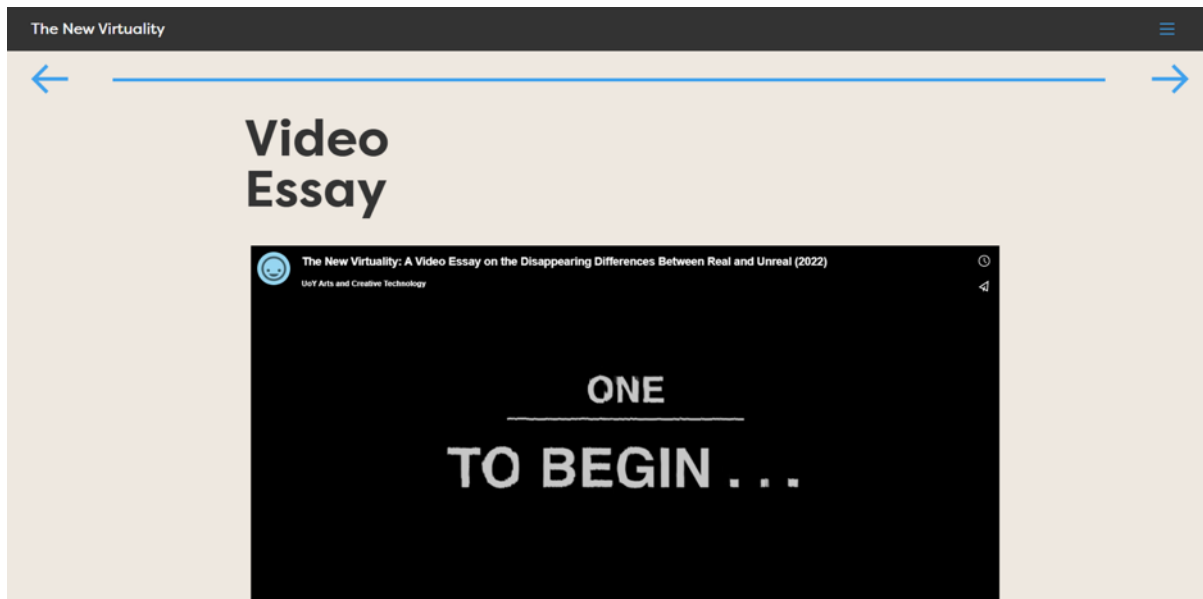 The New Virtuality
Video
Essay
The New Virtuality: A Video Essay on the Disappearing Differences Between Real and Unreal (2022)
UoY Arts and Creative Technology
ONE
TO BEGIN . . .